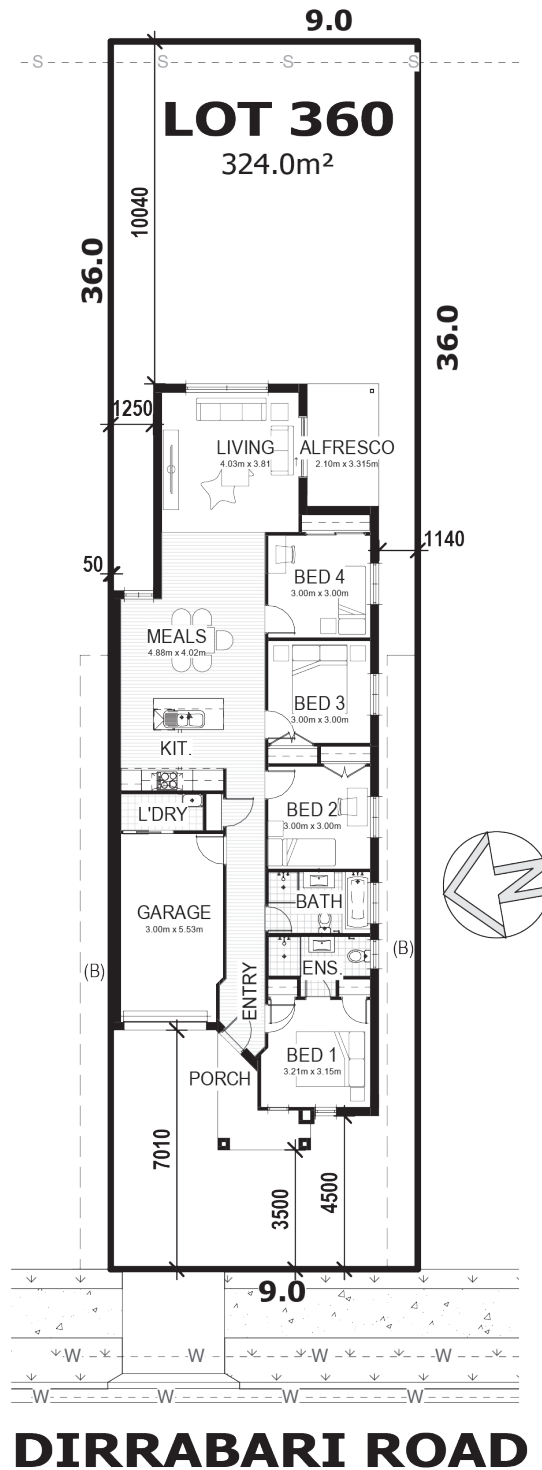 9.0
S S S S
LOT 360
324.0m²
10040
36.0
36.0
1250
LIVING
4.03m x 3.81
ALFRESCO
2.10m x 3.315m
1140
50
BED 4
3.00m x 3.00m
MEALS
4.88m x 4.02m
BED 3
3.00m x 3.00m
KIT.
L'DRY
BED 2
3.00m x 3.00m
BATH
GARAGE
3.00m x 5.53m
N
(B)
(B)
ENS.
ENTRY
BED 1
3.21m x 3.15m
PORCH
7010
3500
4500
9.0
W W W W
W W W W
DIRRABARI ROAD